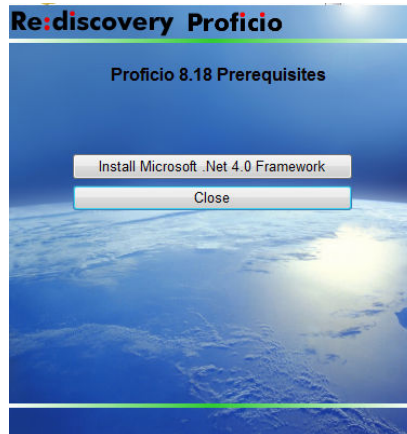 Re:discovery Proficio
Proficio 8.18 Prerequisites
Install Microsoft .Net 4.0 Framework
Close